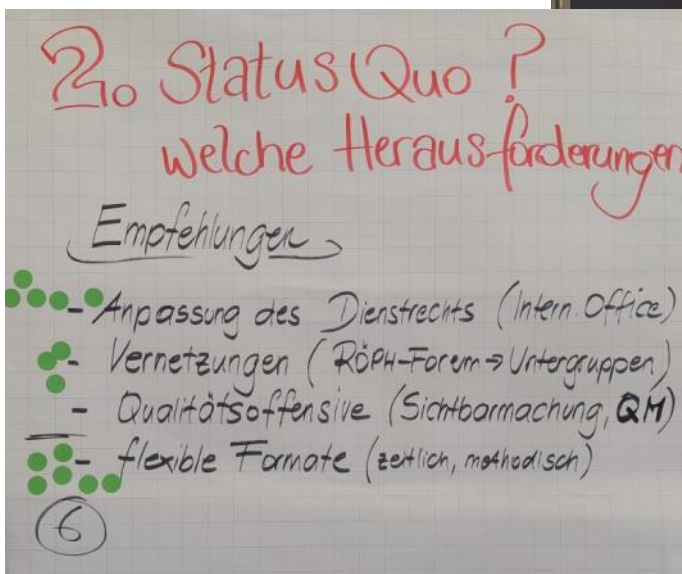 2. Status Quo?
welche Herausforderungen
Empfehlungen
- Anpassung des Dienstrechts (Intern. Office)
- Vernetzungen (RÖPH-Forum → Untergruppen)
- Qualitätsoffensive (Sichtbarmachung, QM)
- flexible Formate (zeitlich, methodisch)
6